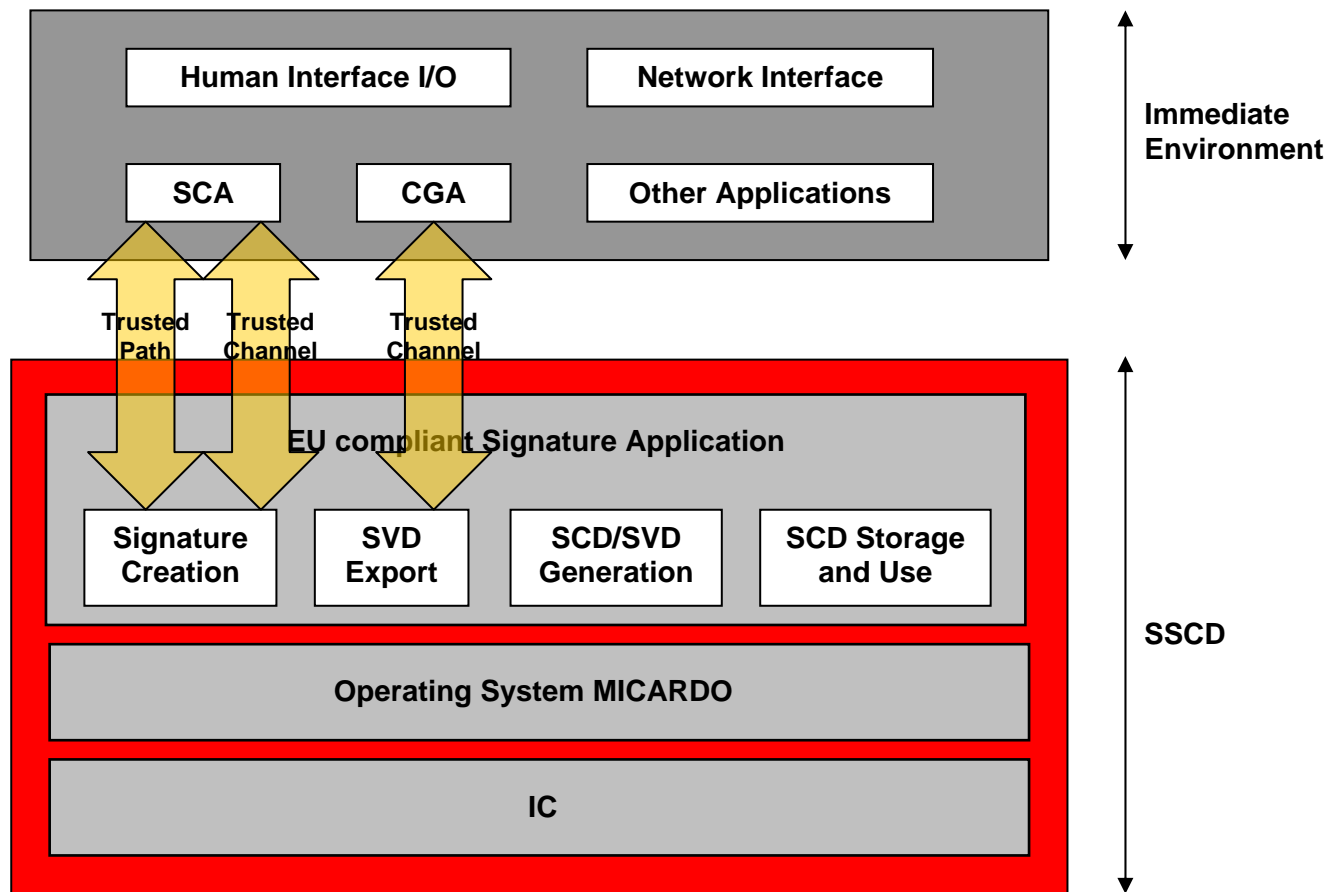 Human Interface I/O
Network Interface
Immediate
Environment
SCA
CGA
Other Applications
Trusted
Path
Trusted
Channel
Trusted
Channel
EU compliant Signature Application
Signature
Creation
SVD
Export
SCD/SVD
Generation
SCD Storage
and Use
SSCD
Operating System MICARDO
IC